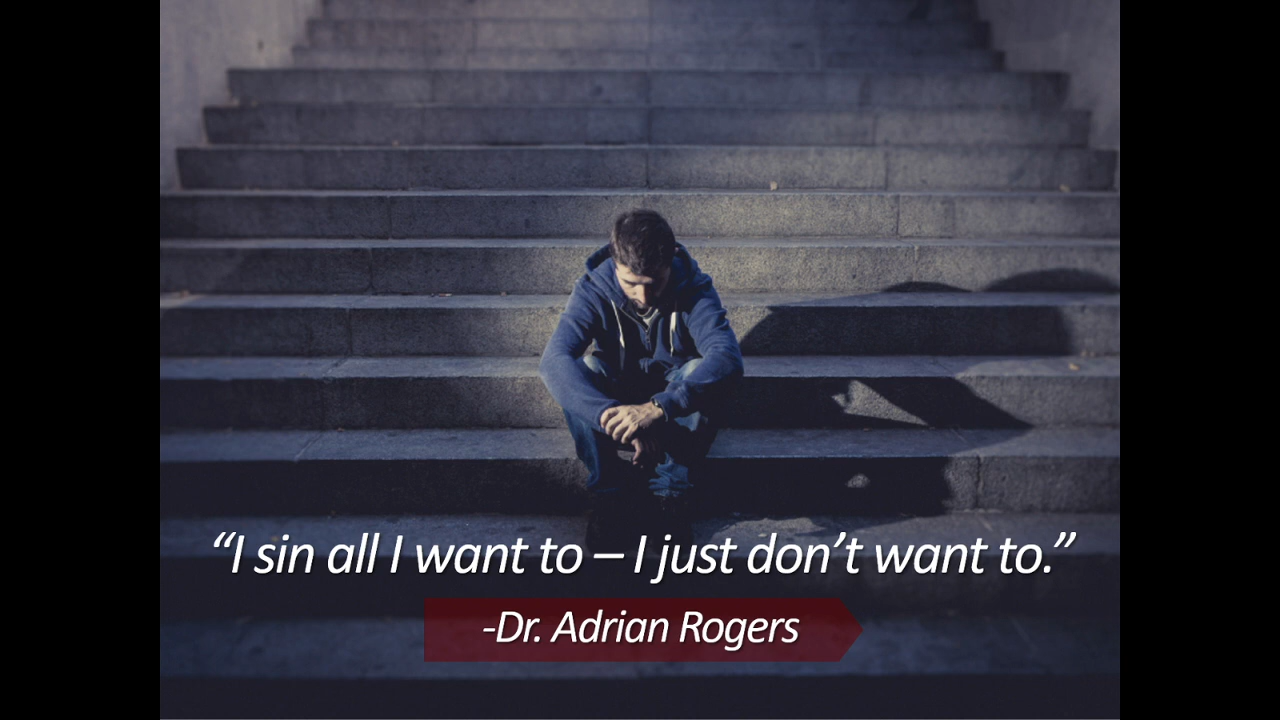 “I sin all I want to – I just don’t want to.”
-Dr. Adrian Rogers